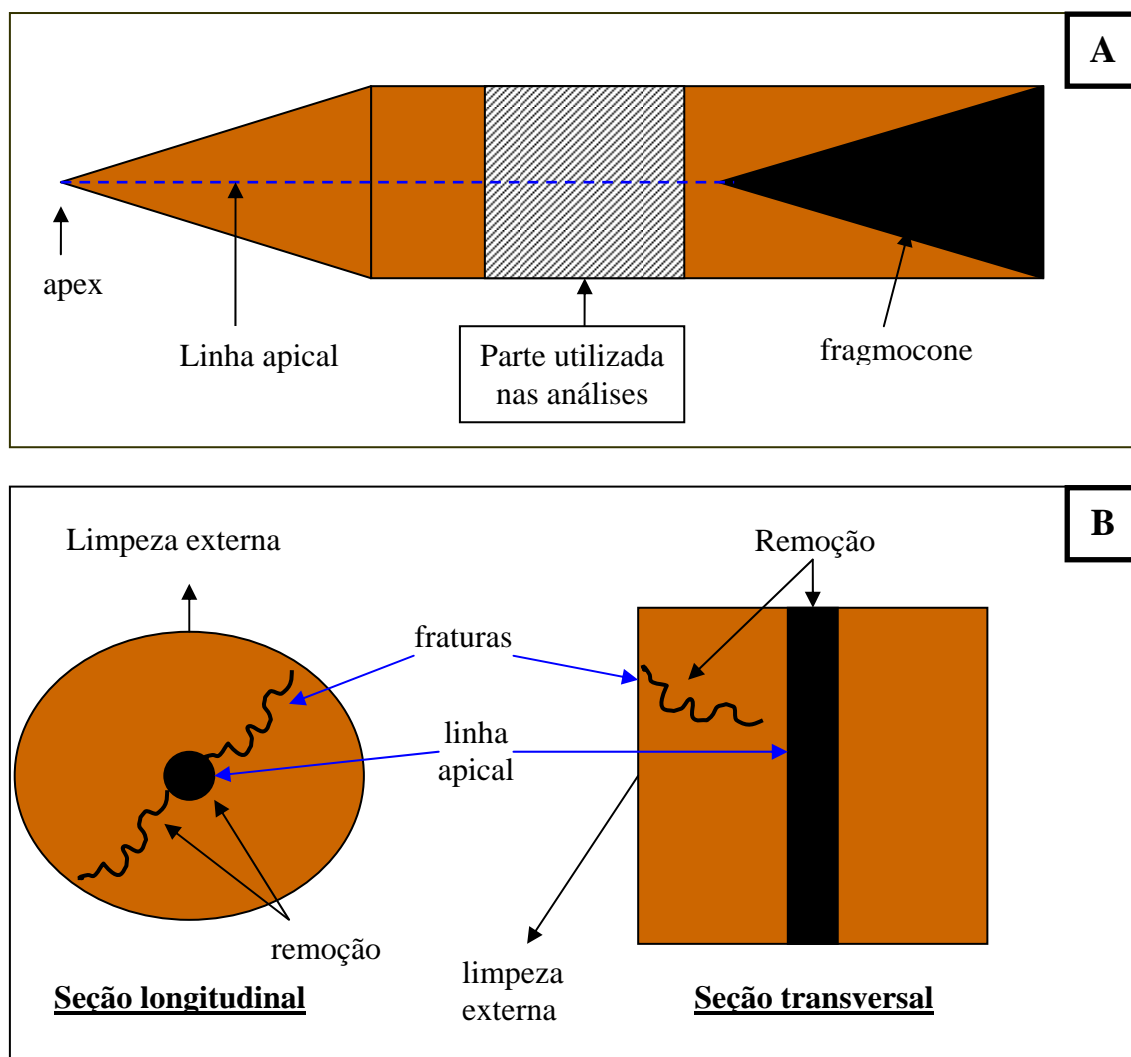 A
apex
Linha apical
Parte utilizada
nas análises
fragmocone
B
Limpeza externa
Remoção
fraturas
linha
apical
remoção
limpeza
externa
Seção longitudinal
Seção transversal